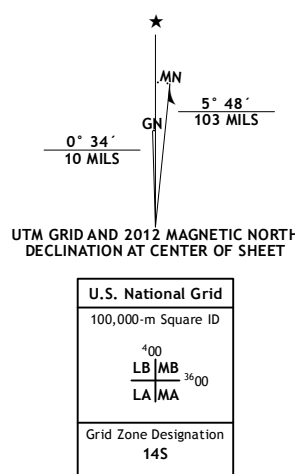 MN
5° 48´
103 MILS
GN
0° 34´
10 MILS
UTM GRID AND 2012 MAGNETIC NORTH
DECLINATION AT CENTER OF SHEET
U.S. National Grid
100,000-m Square ID
400
LB MB
3600
LA MA
Grid Zone Designation
14S